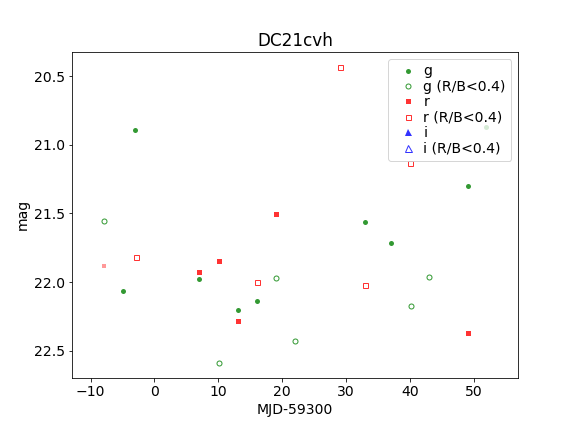 DC21cvh
g
g (R/B<0.4)
r
r (R/B<0.4)
i
i (R/B<0.4)
mag
20.5
21.0
21.5
22.0
22.5
−10
0
10
20
30
40
50
MJD-59300